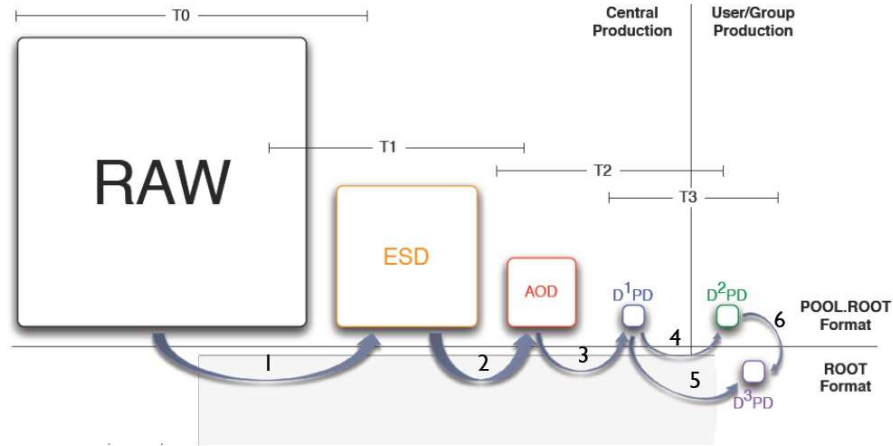 T0
Central
Production
User/Group
Production
T1
T2
T3
RAW
ESD
AOD
D¹PD
D²PD
POOL.ROOT
Format
ROOT
Format
D³PD
1
2
3
4
5
6